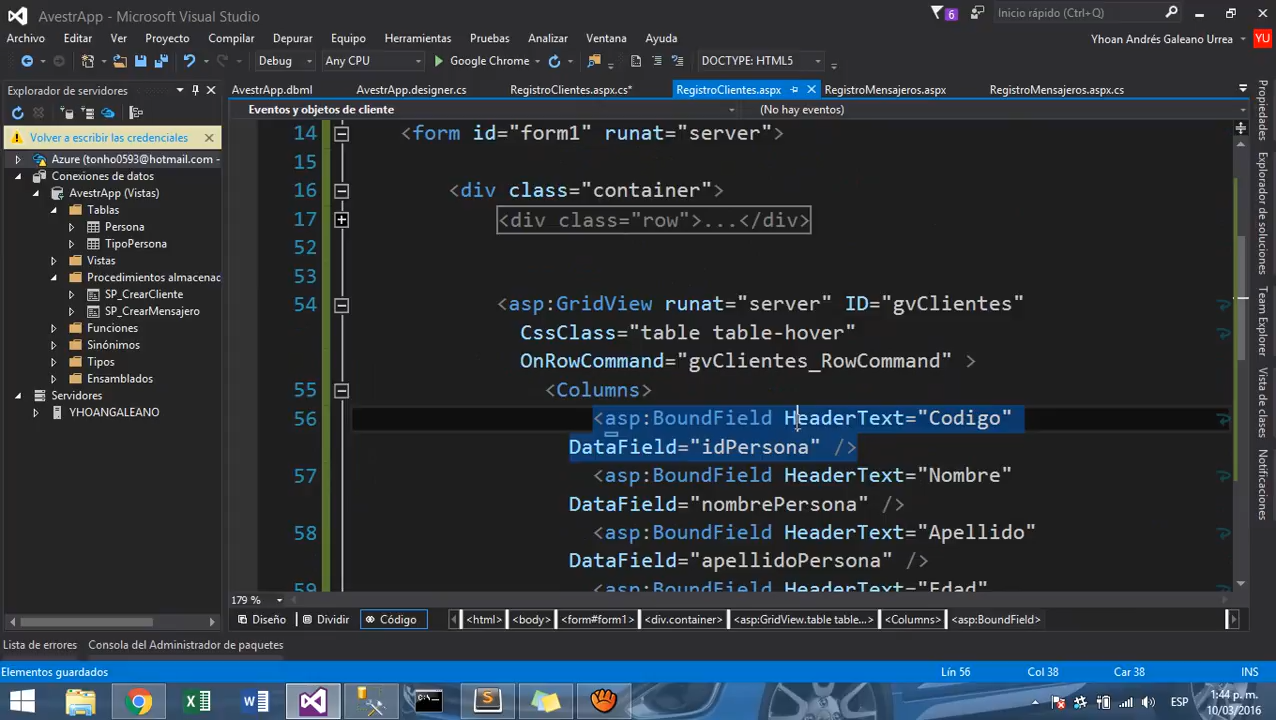 AvestrApp - Microsoft Visual Studio
6
Inicio rápido (Ctrl+Q)
Archivo Editar Ver Proyecto Compilar Depurar Equipo Herramientas Pruebas Analizar Ventana Ayuda
Yhoan Andrés Galeano Urrea YU
Debug Any CPU Google Chrome DOCTYPE: HTML5
Explorador de servidores
AvestrApp.dbml AvestrApp.designer.cs RegistroClientes.aspx.cs* RegistroClientes.aspx RegistroMensajeros.aspx RegistroMensajeros.aspx.cs
Eventos y objetos de cliente (No hay eventos)
Volver a escribir las credenciales
Azure (tonho0593@hotmail.com -
Conexiones de datos
AvestrApp (Vistas)
Tablas
Persona
TipoPersona
Vistas
Procedimientos almacenad
SP_CrearCliente
SP_CrearMensajero
Funciones
Sinónimos
Tipos
Ensamblados
Servidores
YHOANGALEANO
14 <form id="form1" runat="server">
15
16 <div class="container">
17 <div class="row">...</div>
52
53
54 <asp:GridView runat="server" ID="gvClientes"
CssClass="table table-hover"
OnRowCommand="gvClientes_RowCommand" >
55 <Columns>
56 <asp:BoundField HeaderText="Codigo"
DataField="idPersona" />
57 <asp:BoundField HeaderText="Nombre"
DataField="nombrePersona" />
58 <asp:BoundField HeaderText="Apellido"
DataField="apellidoPersona" />
59 <asp:BoundField HeaderText="Edad"
Propiedades
Explorador de soluciones
Team Explorer
Vista de clases
Notificaciones
179 %
Diseño Dividir Código <html> <body> <form#form1> <div.container> <asp:GridView.table table... <Columns> <asp:BoundField>
Lista de errores Consola del Administrador de paquetes
Elementos guardados Lín 56 Col 38 Car 38 INS
ESP
1:44 p. m.
10/03/2016